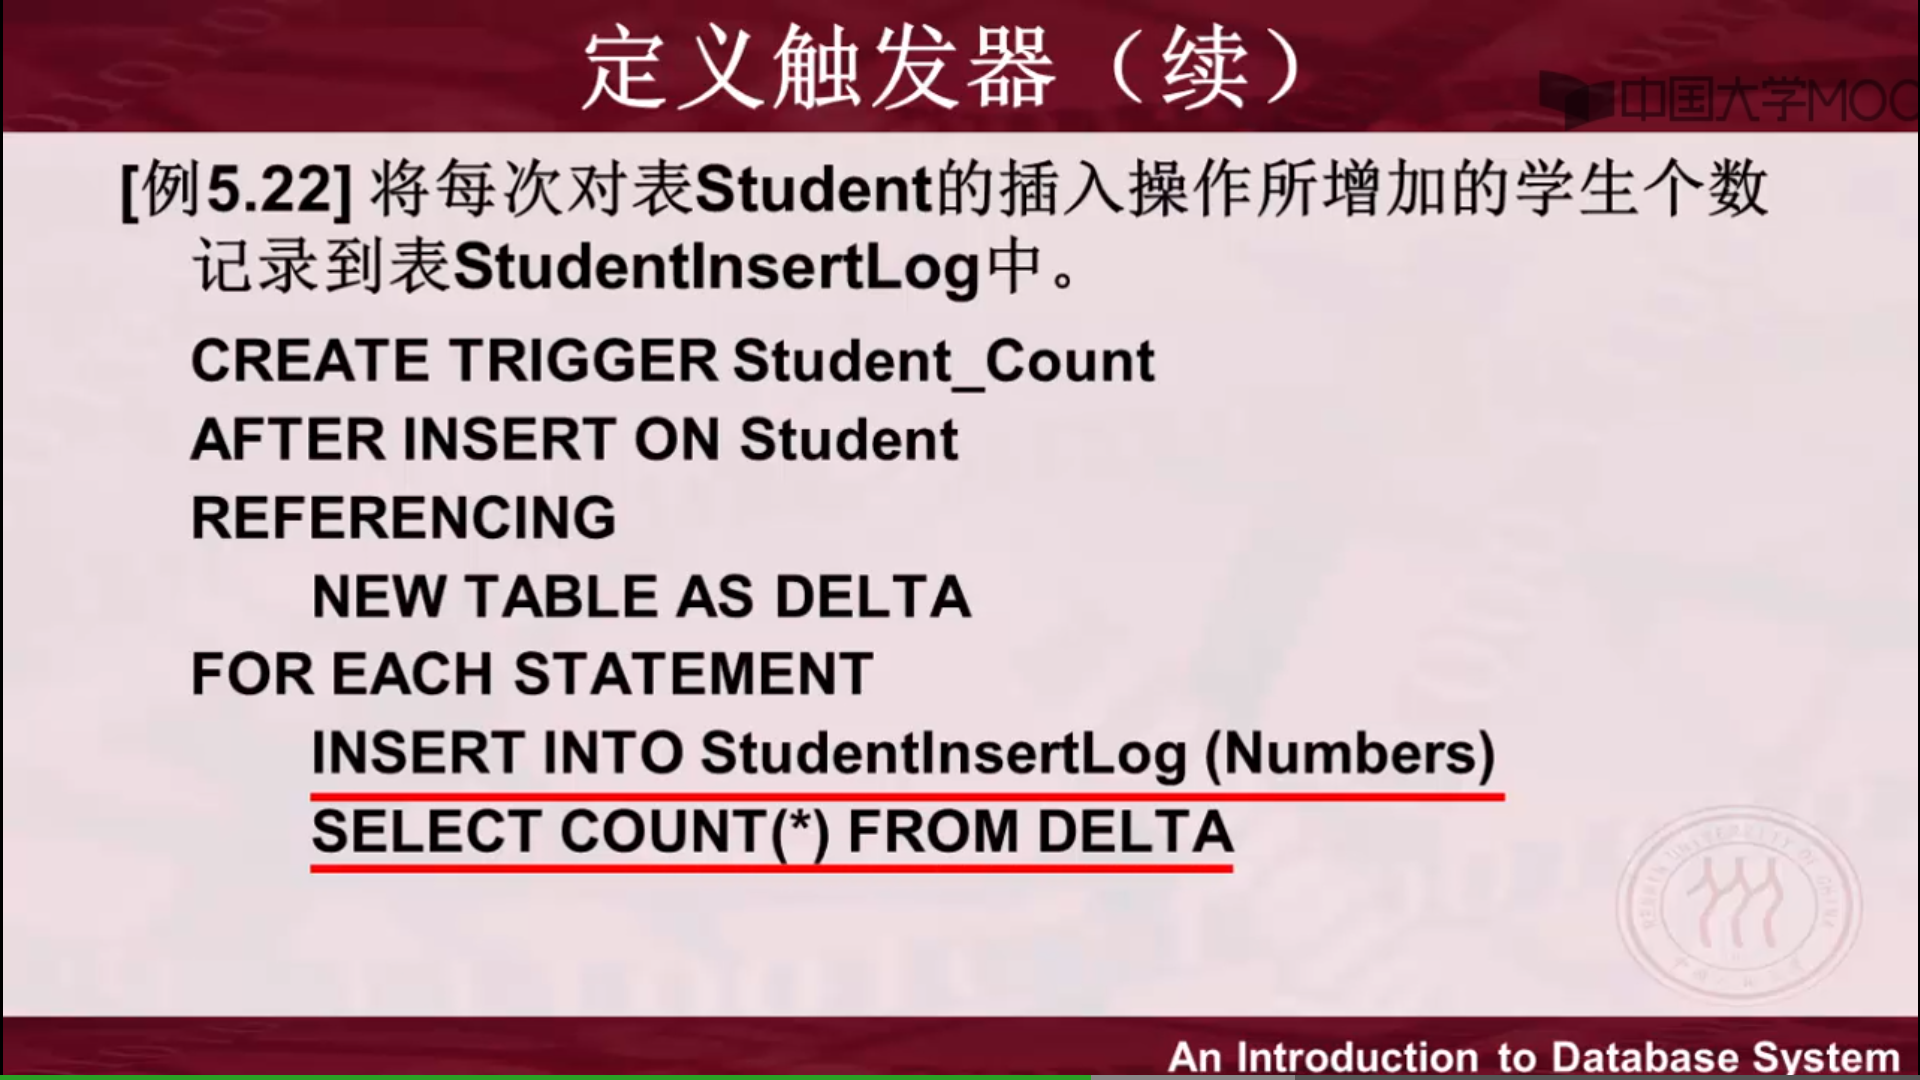 定义触发器（续）
中国大学MOO
[例5.22] 将每次对表Student的插入操作所增加的学生个数
记录到表StudentInsertLog中。
CREATE TRIGGER Student_Count
AFTER INSERT ON Student
REFERENCING
NEW TABLE AS DELTA
FOR EACH STATEMENT
INSERT INTO StudentInsertLog (Numbers)
SELECT COUNT(*) FROM DELTA
An Introduction to Database System